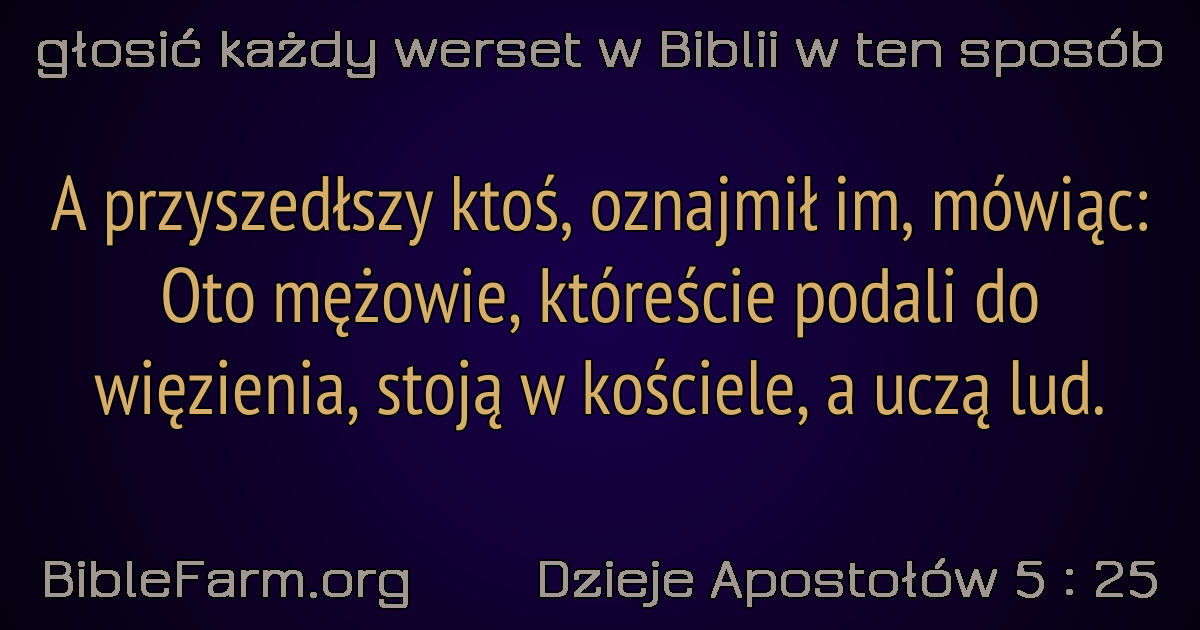 głosić każdy werset w Biblii w ten sposób
A przyszedłszy ktoś, oznajmił im, mówiąc:
Oto mężowie, któreście podali do
więzienia, stoją w kościele, a uczą lud.
BibleFarm.org
Dzieje Apostołów 5 : 25